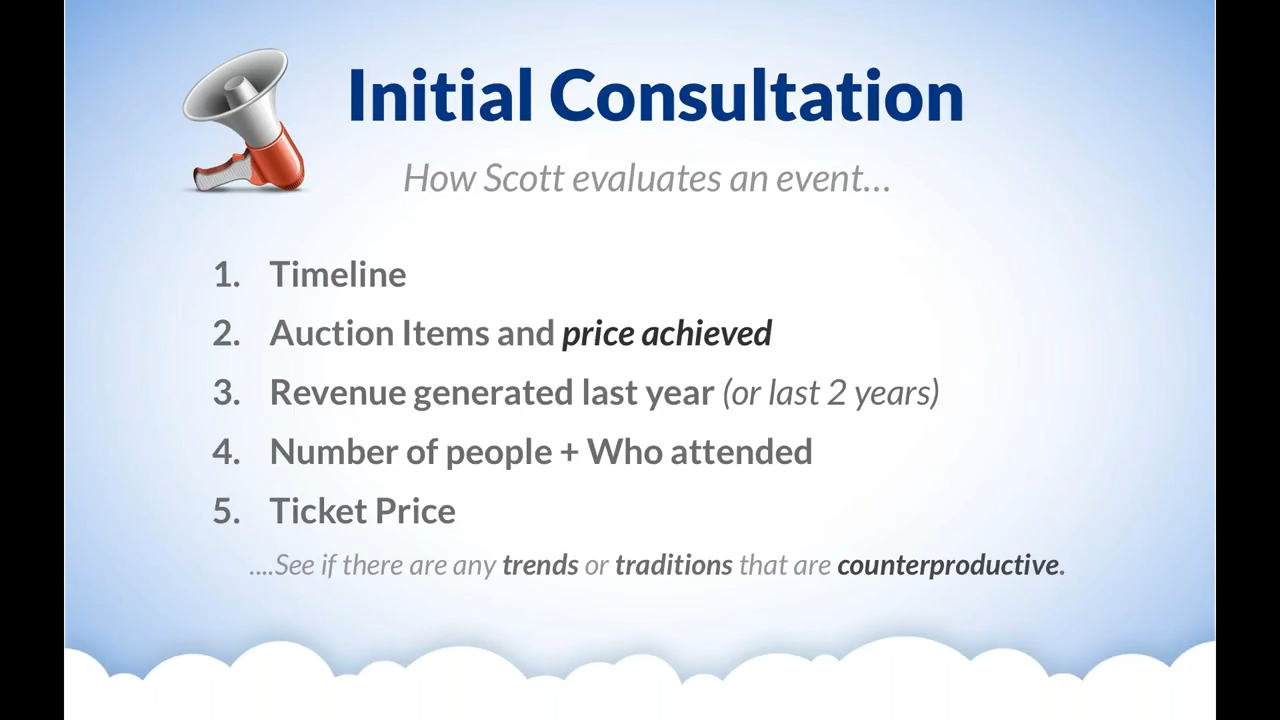 Initial Consultation
How Scott evaluates an event...
1. Timeline
2. Auction Items and price achieved
3. Revenue generated last year (or last 2 years)
4. Number of people + Who attended
5. Ticket Price
....See if there are any trends or traditions that are counterproductive.